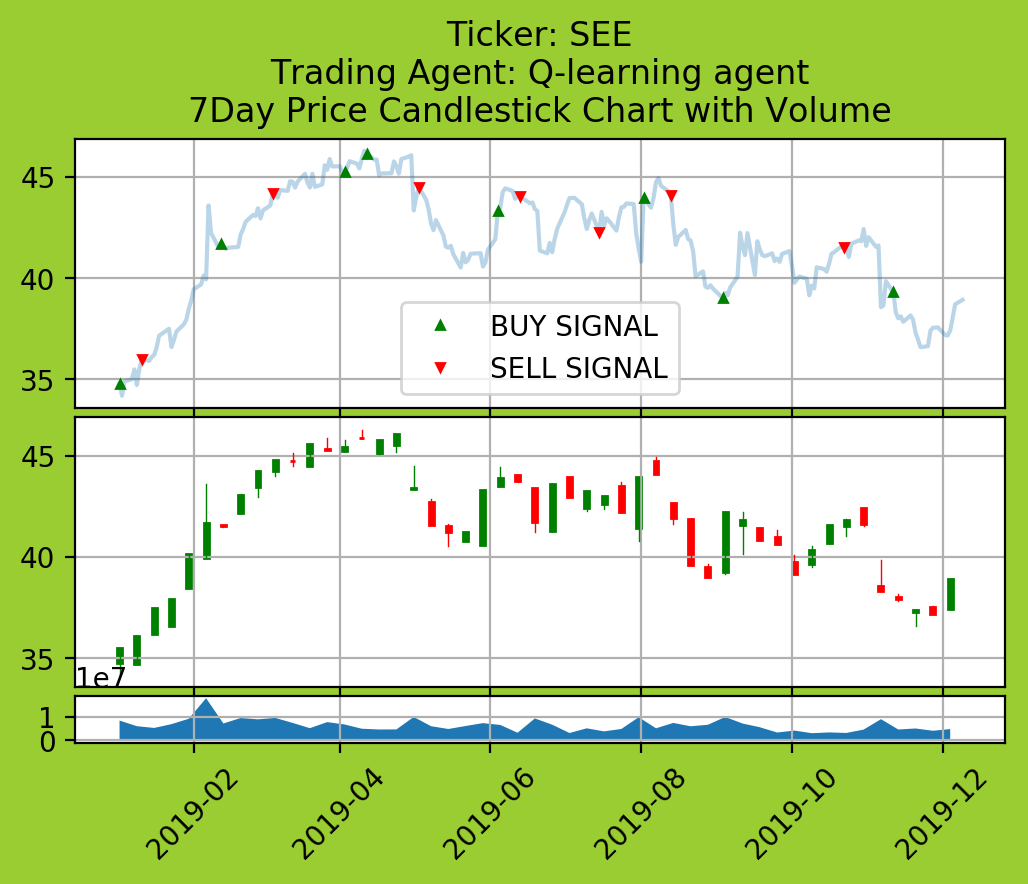 Ticker: SEE
Trading Agent: Q-learning agent
7Day Price Candlestick Chart with Volume
45
40
35
BUY SIGNAL
SELL SIGNAL
45
40
35
1e7
1
0
2019-02
2019-04
2019-06
2019-08
2019-10
2019-12